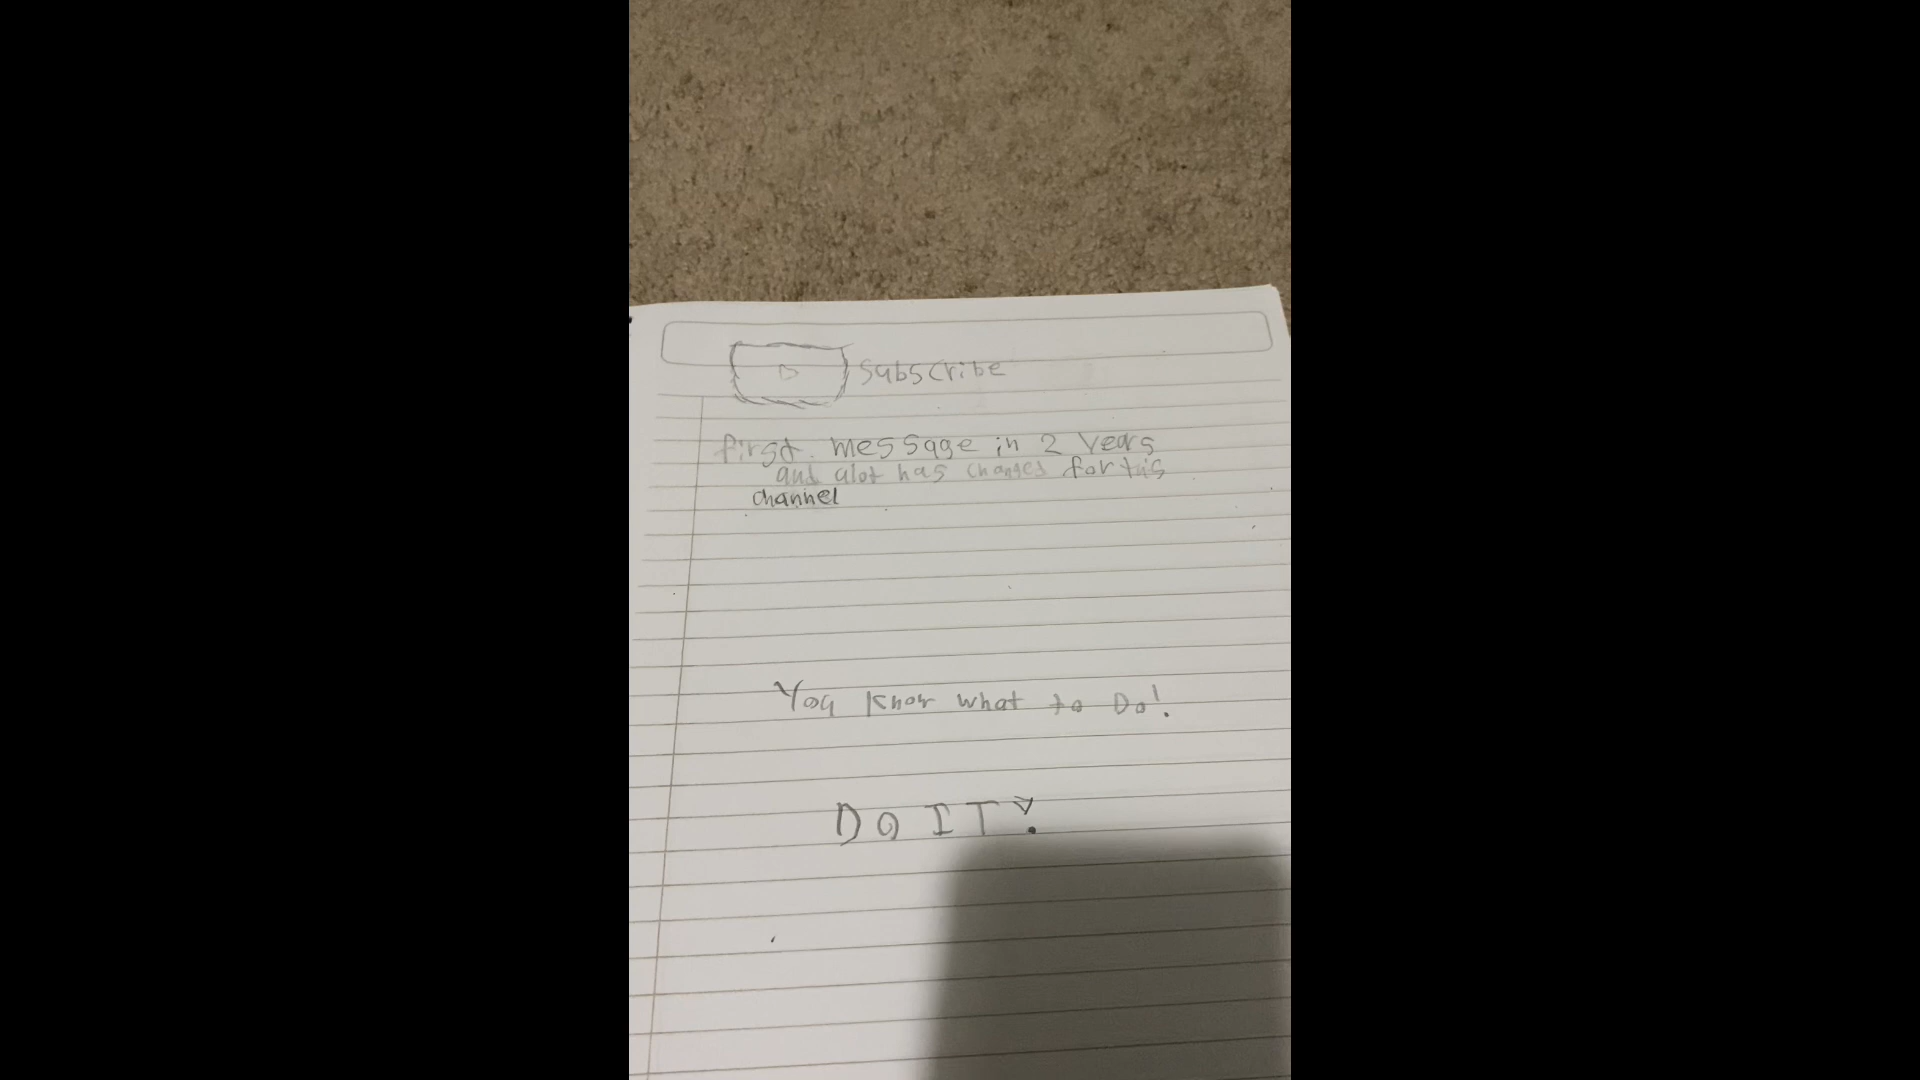 Subscribe
first. message in 2 years
and alot has changes for this
channel
You know what to Do!
Do IT!